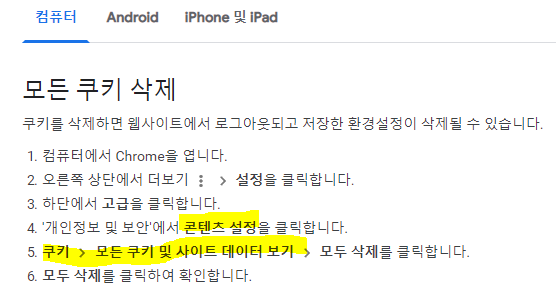 컴퓨터 Android iPhone 및 iPad
모든 쿠키 삭제
쿠키를 삭제하면 웹사이트에서 로그아웃되고 저장한 환경설정이 삭제될 수 있습니다.
1. 컴퓨터에서 Chrome을 엽니다.
2. 오른쪽 상단에서 더보기 ⋮ > 설정을 클릭합니다.
3. 하단에서 고급을 클릭합니다.
4. '개인정보 및 보안'에서 콘텐츠 설정을 클릭합니다.
5. 쿠키 > 모든 쿠키 및 사이트 데이터 보기 > 모두 삭제를 클릭합니다.
6. 모두 삭제를 클릭하여 확인합니다.